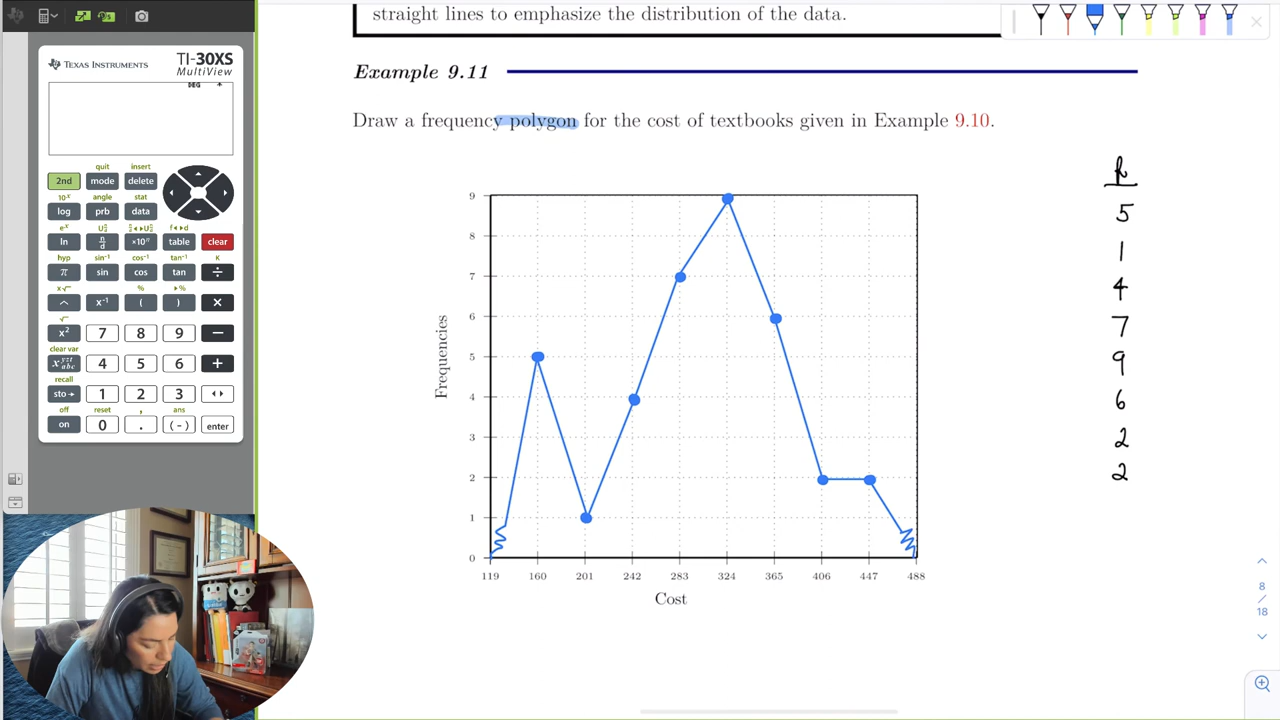 straight lines to emphasize the distribution of the data.
Example 9.11
Draw a frequency polygon for the cost of textbooks given in Example 9.10.
TEXAS INSTRUMENTS
TI-30XS
MultiView
DEG
quit insert
2nd mode delete
10ˣ angle stat
log prb data
ln n/d ×10ⁿ table clear
hyp sin⁻¹ cos⁻¹ tan⁻¹ K
π sin cos tan ÷
% ▸%
^ x⁻¹ ( ) ×
x² 7 8 9 −
clear var
x yzt abc 4 5 6 +
recall
sto→ 1 2 3
off reset , ans
on 0 . (-) enter
Frequencies
9
8
7
6
5
4
3
2
1
0
119 160 201 242 283 324 365 406 447 488
Cost
5
1
4
7
9
6
2
2
8
/
18